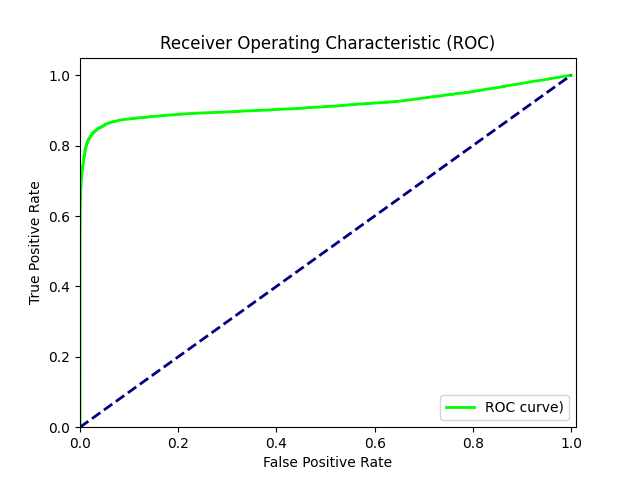 Receiver Operating Characteristic (ROC)
1.0
0.8
0.6
0.4
0.2
0.0
True Positive Rate
ROC curve)
0.0 0.2 0.4 0.6 0.8 1.0
False Positive Rate